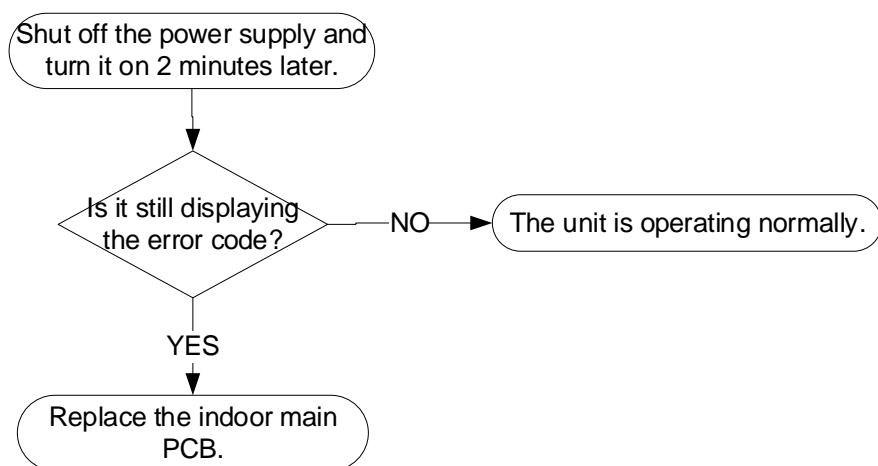 Shut off the power supply and
turn it on 2 minutes later.
Is it still displaying
the error code?
NO
The unit is operating normally.
YES
Replace the indoor main
PCB.